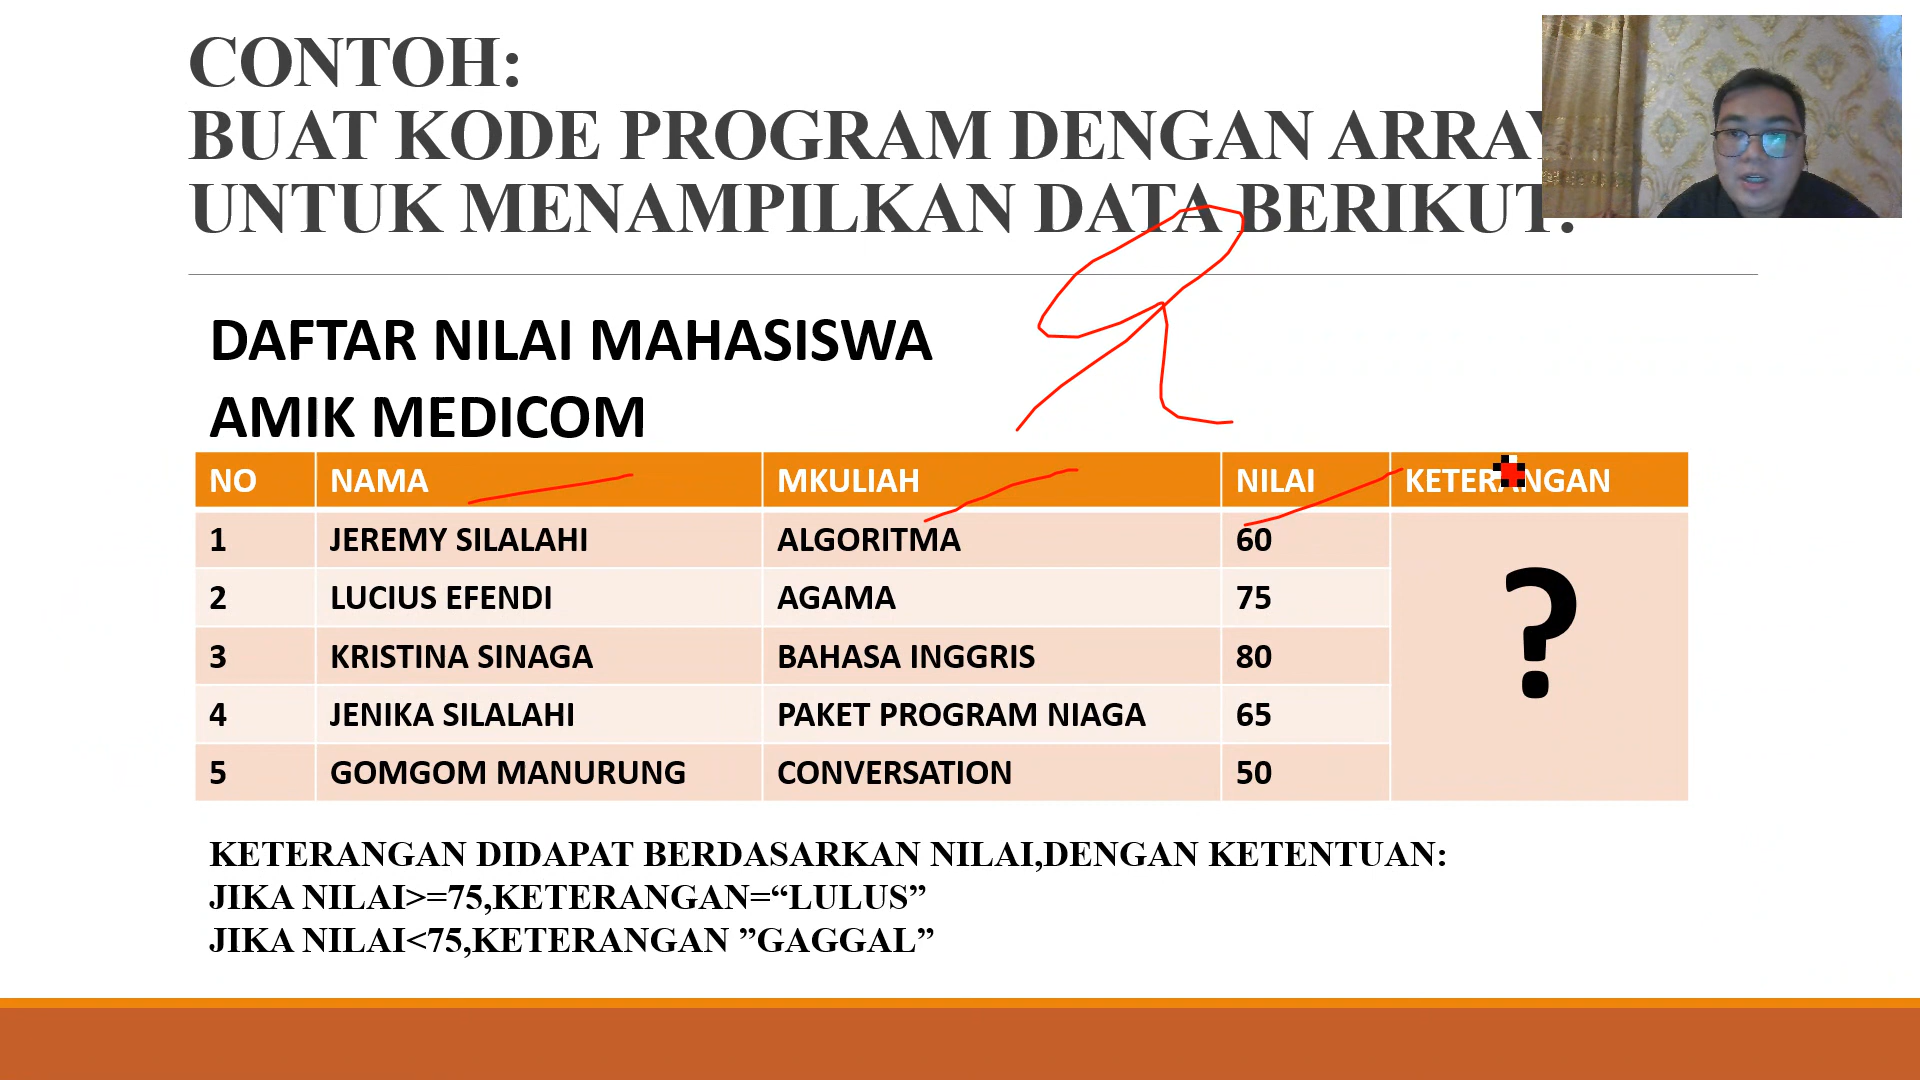 CONTOH:
BUAT KODE PROGRAM DENGAN ARRAY
UNTUK MENAMPILKAN DATA BERIKUT:
DAFTAR NILAI MAHASISWA
AMIK MEDICOM
NO NAMA MKULIAH NILAI KETERANGAN
1 JEREMY SILALAHI ALGORITMA 60
2 LUCIUS EFENDI AGAMA 75
3 KRISTINA SINAGA BAHASA INGGRIS 80
4 JENIKA SILALAHI PAKET PROGRAM NIAGA 65
5 GOMGOM MANURUNG CONVERSATION 50
?
KETERANGAN DIDAPAT BERDASARKAN NILAI,DENGAN KETENTUAN:
JIKA NILAI>=75,KETERANGAN=“LULUS”
JIKA NILAI<75,KETERANGAN ”GAGGAL”